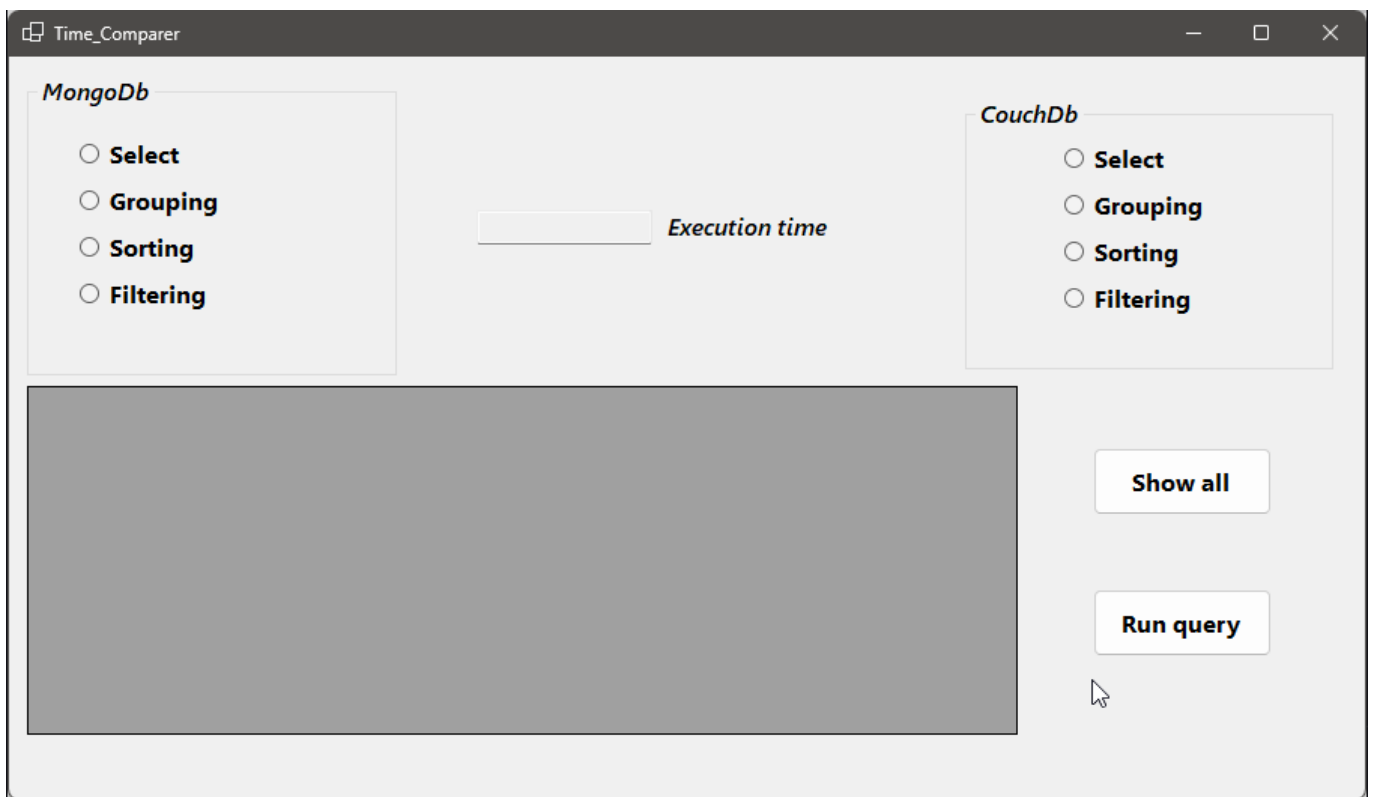 Time_Comparer
MongoDb
Select
Grouping
Sorting
Filtering
Execution time
CouchDb
Select
Grouping
Sorting
Filtering
Show all
Run query